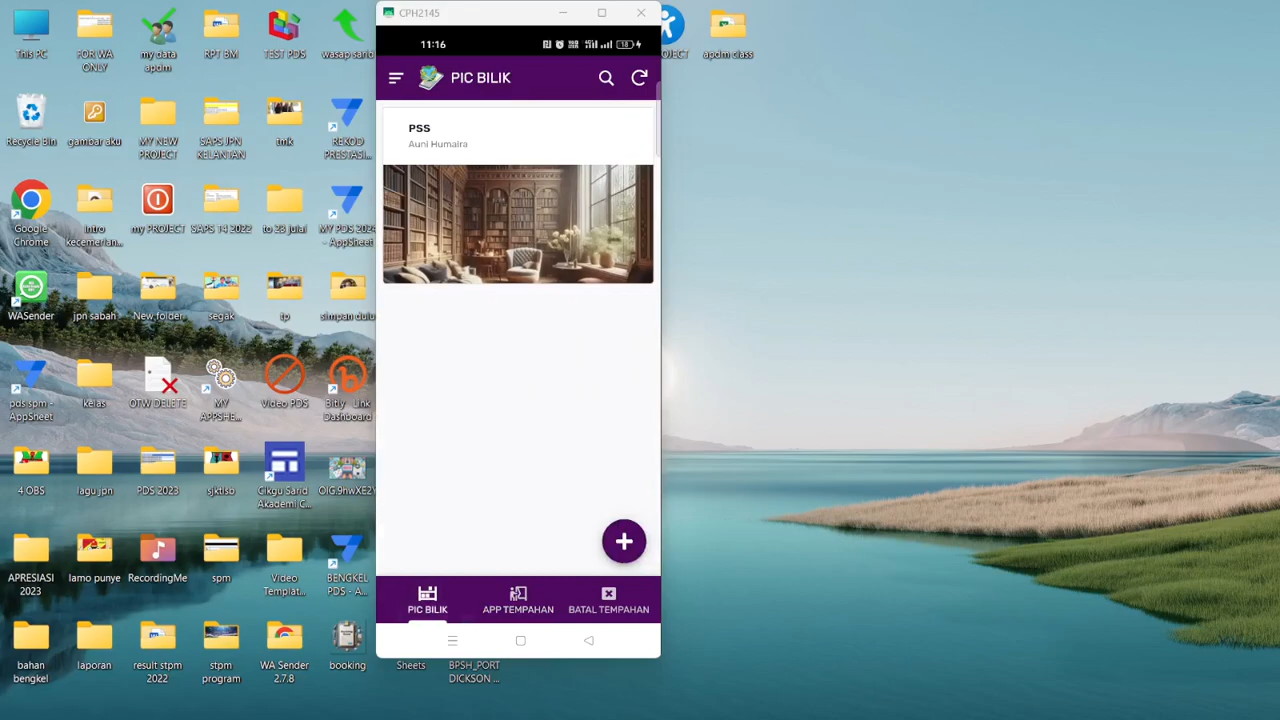 This PC
FOR WA
ONLY
my data
apdm
RPT BM
TEST PDS
wasap sarid
CPH2145
11:16
18
PIC BILIK
PSS
Auni Humaira
PIC BILIK
APP TEMPAHAN
BATAL TEMPAHAN
OJECT
apdm class
Recycle Bin
gambar aku
MY NEW
PROJECT
SAPS JPN
KELANTAN
tmk
REKOD
PRESTASI...
Google
Chrome
intro
kecemerlan...
my PROJECT
SAPS 14 2022
to 23 julai
MY PDS 2024
- AppSheet
WASender
jpn sabah
New folder
segak
tp
simpan dulu
pds spm -
AppSheet
kelas
OTW DELETE
MY
APPSHE...
Video PDS
Bitly _ Link
Dashboard
4 OBS
lagu jpn
PDS 2023
sjktlso
Cikgu Sarid
Akademi C...
OIG.9nwXE2Y
APRESIASI
2023
lamo punye
RecordingMe
spm
Video
Templat...
BENGKEL
PDS - A...
bahan
bengkel
laporan
result stpm
2022
stpm
program
WA Sender
2.7.8
booking
Sheets
BPSH_PORT
DICKSON ...